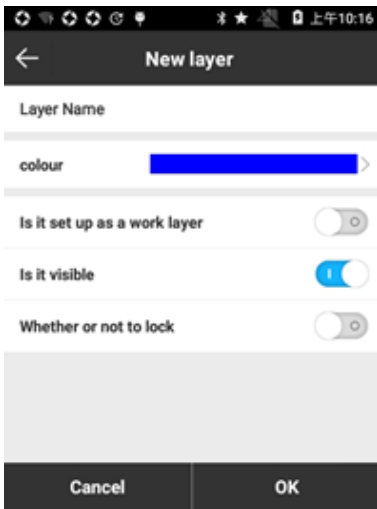 上午10:16
New layer
Layer Name
colour
Is it set up as a work layer
Is it visible
Whether or not to lock
Cancel OK